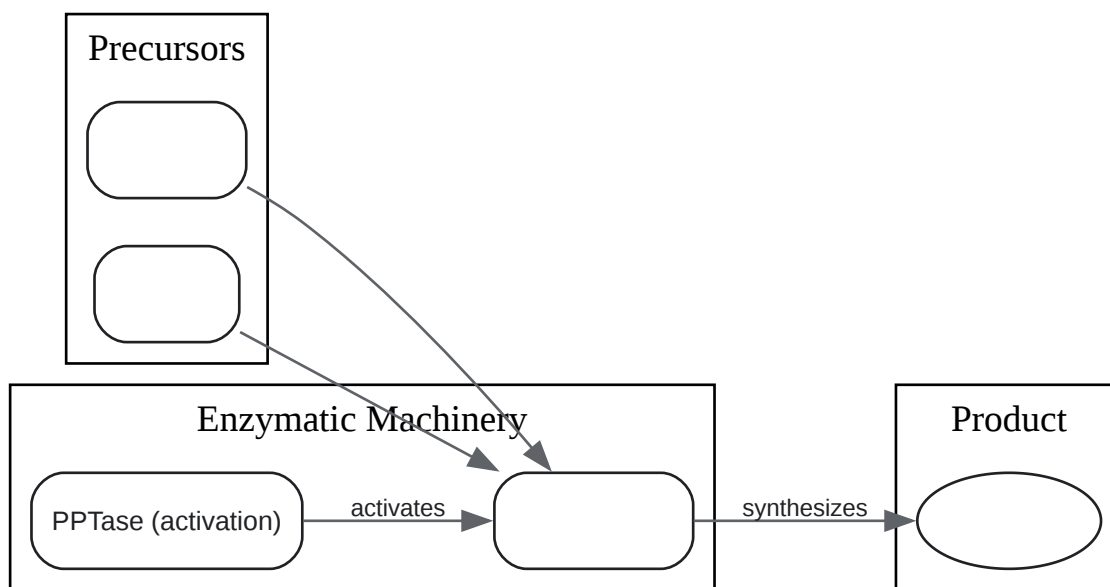 Precursors
Enzymatic Machinery
Product
PPTase (activation)
activates
synthesizes